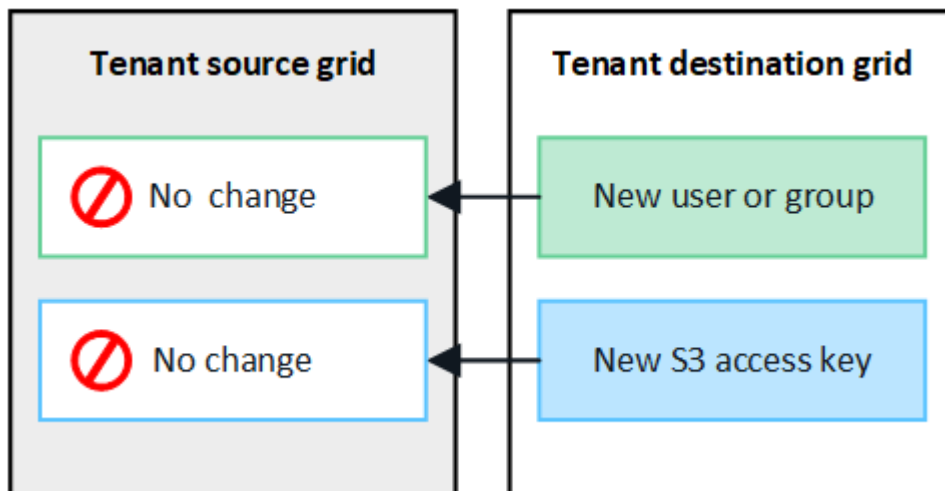 Tenant source grid
Tenant destination grid
No change
New user or group
No change
New S3 access key